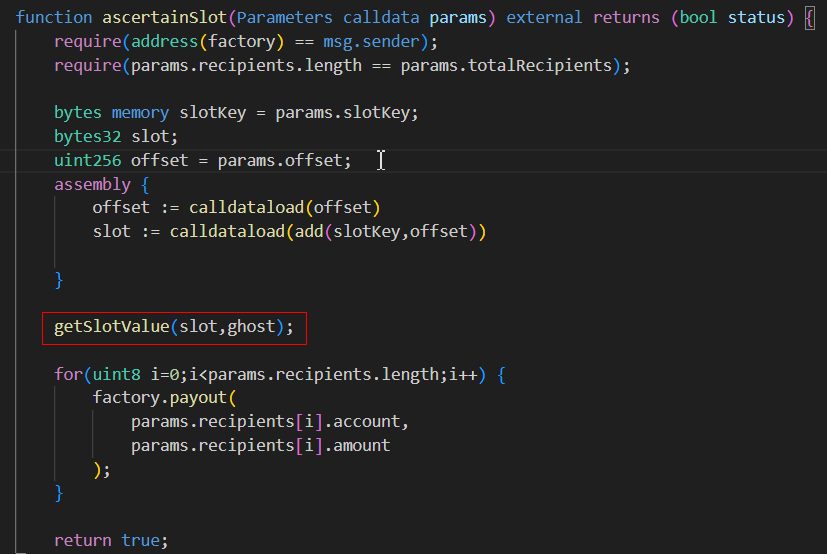 function ascertainSlot(Parameters calldata params) external returns (bool status) {
require(address(factory) == msg.sender);
require(params.recipients.length == params.totalRecipients);
bytes memory slotKey = params.slotKey;
bytes32 slot;
uint256 offset = params.offset;
assembly {
offset := calldataload(offset)
slot := calldataload(add(slotKey,offset))
}
getSlotValue(slot,ghost);
for(uint8 i=0;i<params.recipients.length;i++) {
factory.payout(
params.recipients[i].account,
params.recipients[i].amount
);
}
return true;